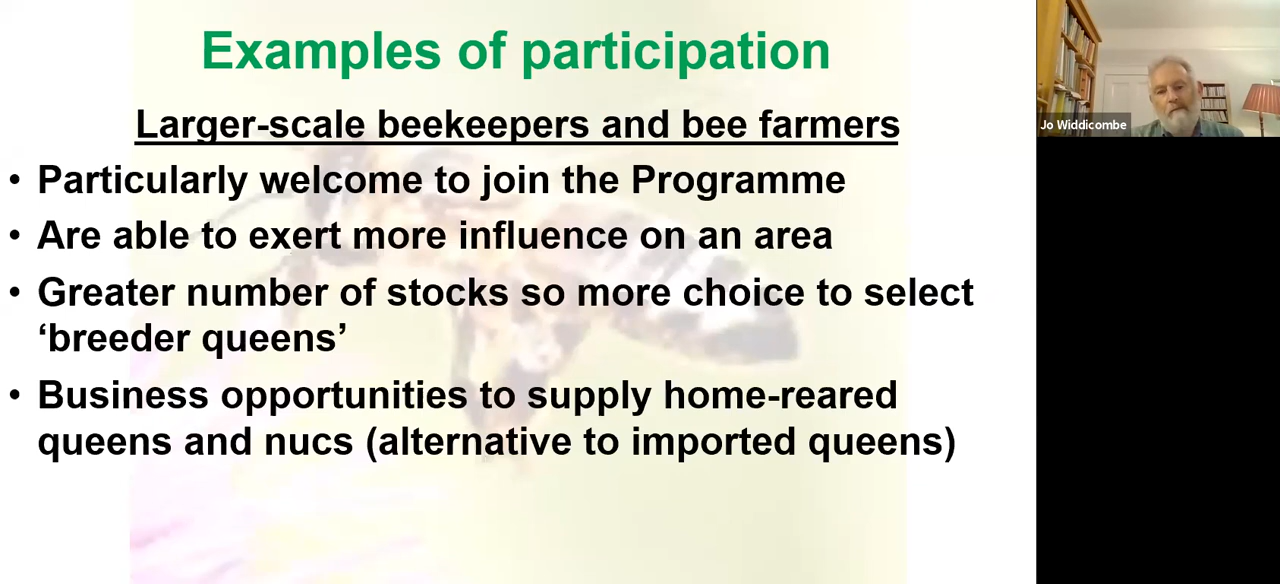 Examples of participation
Larger-scale beekeepers and bee farmers
• Particularly welcome to join the Programme
• Are able to exert more influence on an area
• Greater number of stocks so more choice to select
‘breeder queens’
• Business opportunities to supply home-reared
queens and nucs (alternative to imported queens)
Jo Widdicombe